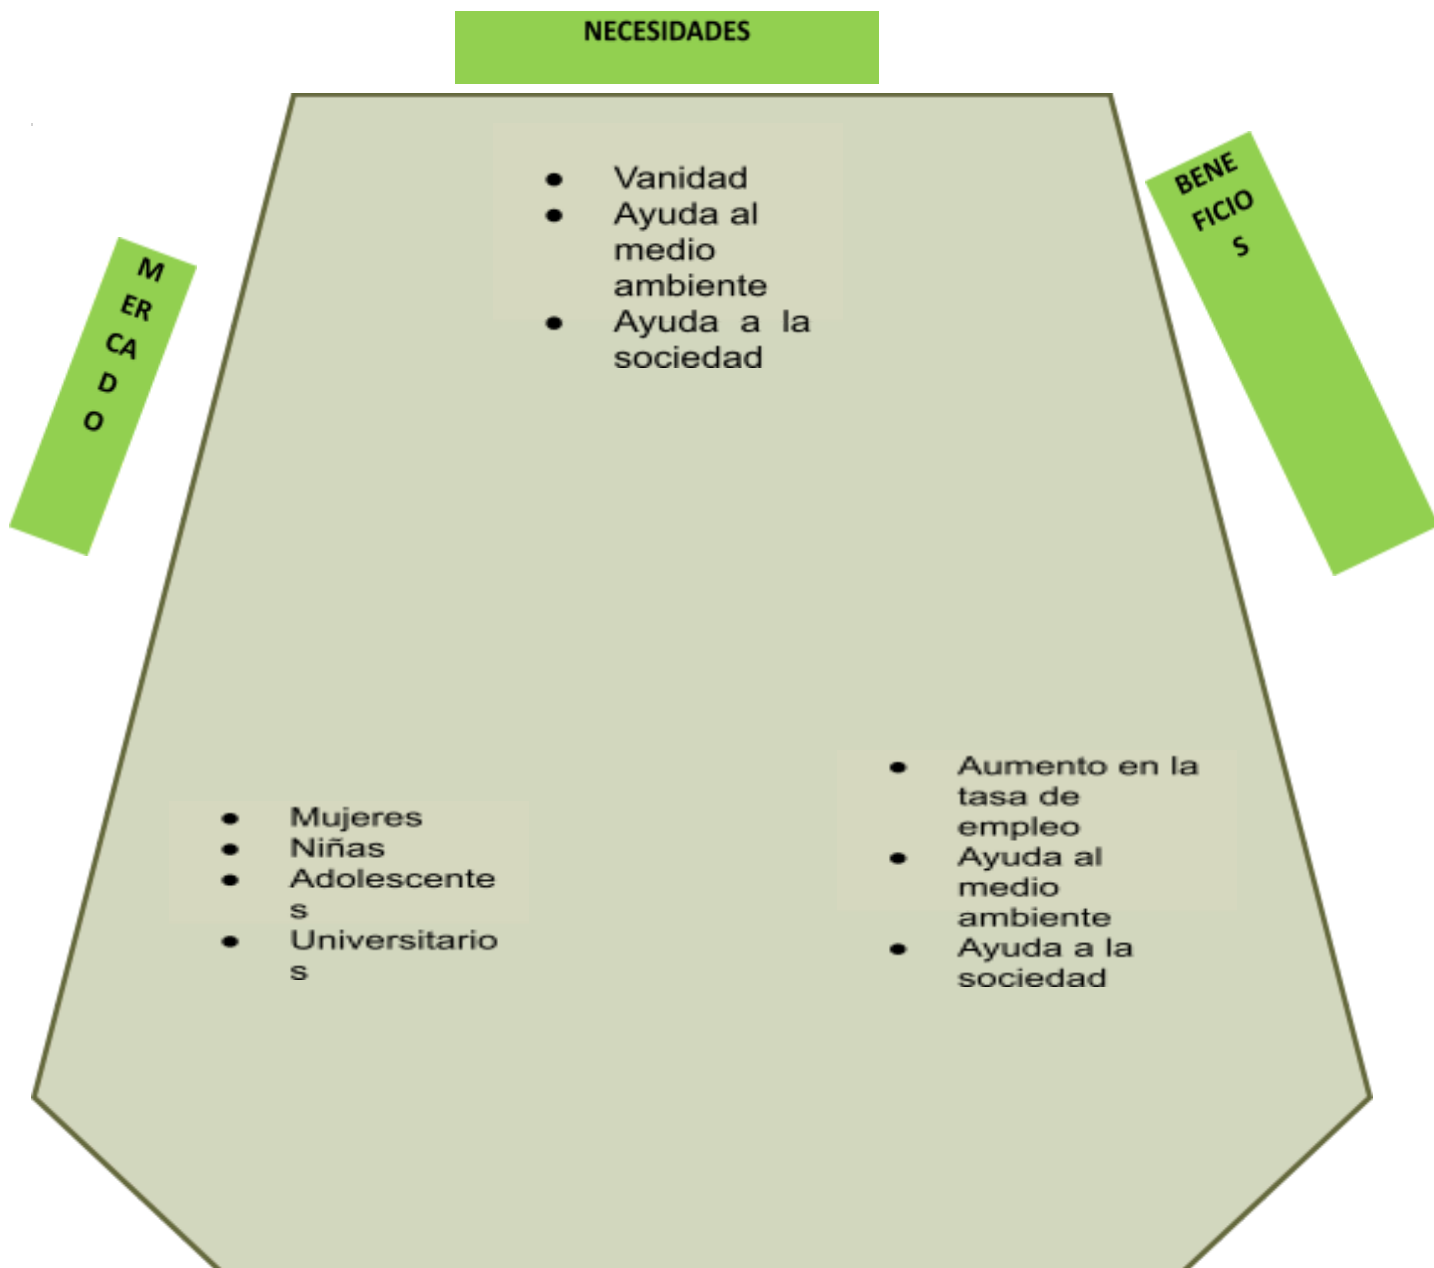 NECESIDADES
● Vanidad
● Ayuda al
medio
ambiente
● Ayuda a la
sociedad
M
ER
CA
D
O
BENE
FICIO
S
● Mujeres
● Niñas
● Adolescente
s
● Universitario
s
● Aumento en la
tasa de
empleo
● Ayuda al
medio
ambiente
● Ayuda a la
sociedad